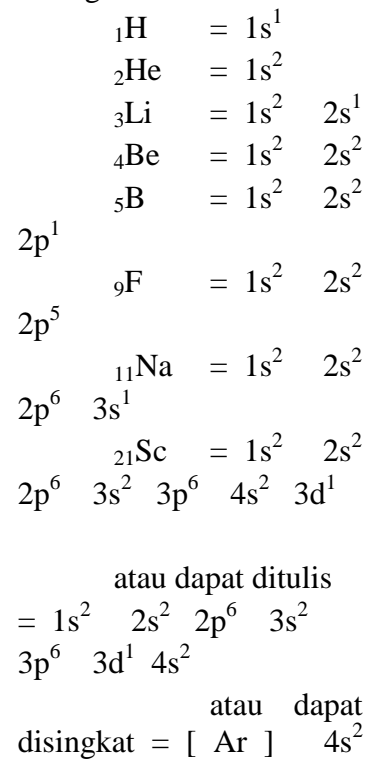 ₁H = 1s¹
₂He = 1s²
₃Li = 1s² 2s¹
₄Be = 1s² 2s²
₅B = 1s² 2s²
2p¹
₉F = 1s² 2s²
2p⁵
₁₁Na = 1s² 2s²
2p⁶ 3s¹
₂₁Sc = 1s² 2s²
2p⁶ 3s² 3p⁶ 4s² 3d¹
atau dapat ditulis
= 1s² 2s² 2p⁶ 3s²
3p⁶ 3d¹ 4s²
atau dapat
disingkat = [ Ar ] 4s²